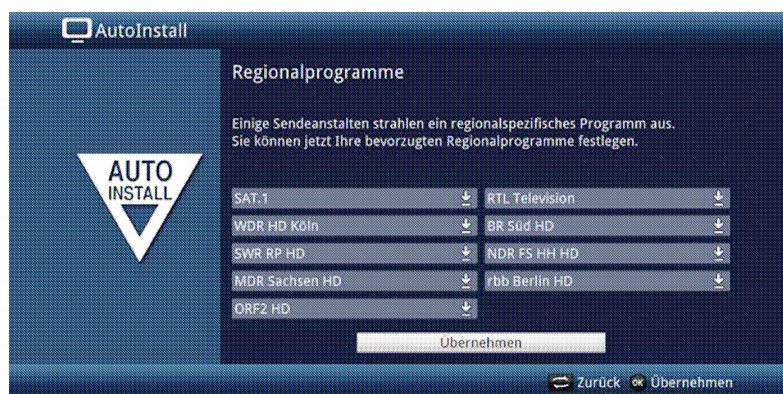 AutoInstall
Regionalprogramme
Einige Sendeanstalten strahlen ein regionalspezifisches Programm aus.
Sie können jetzt Ihre bevorzugten Regionalprogramme festlegen.
AUTO
INSTALL
SAT.1
RTL Television
WDR HD Köln
BR Süd HD
SWR RP HD
NDR FS HH HD
MDR Sachsen HD
rbb Berlin HD
ORF2 HD
Übernehmen
Zurück OK Übernehmen